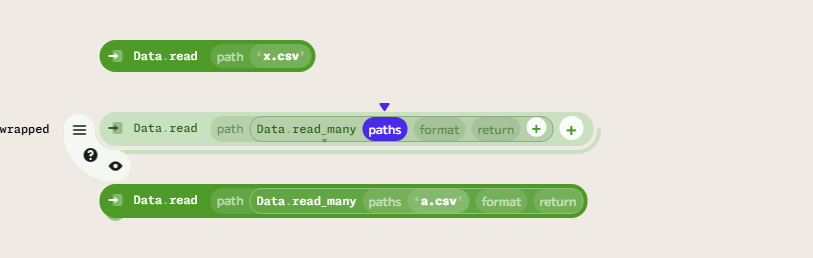 Data.read path ‘x.csv’
wrapped Data.read path Data.read_many paths format return + +
Data.read path Data.read_many paths ‘a.csv’ format return